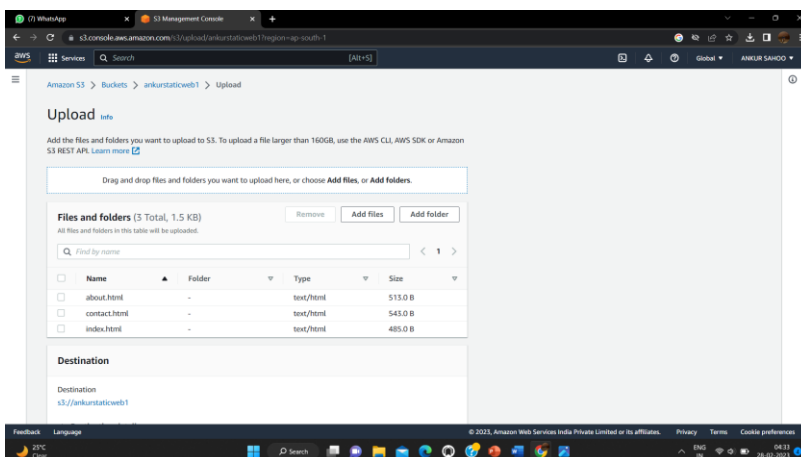 (7) WhatsApp
S3 Management Console
s3.console.aws.amazon.com/s3/upload/ankurstaticweb1?region=ap-south-1
aws
Services
Search
[Alt+S]
Global
ANKUR SAHOO
Amazon S3 > Buckets > ankurstaticweb1 > Upload
Upload Info
Add the files and folders you want to upload to S3. To upload a file larger than 160GB, use the AWS CLI, AWS SDK or Amazon
S3 REST API. Learn more
Drag and drop files and folders you want to upload here, or choose Add files, or Add folders.
Files and folders (3 Total, 1.5 KB)
Remove
Add files
Add folder
All files and folders in this table will be uploaded.
Find by name
< 1 >
Name Folder Type Size
about.html - text/html 513.0 B
contact.html - text/html 543.0 B
index.html - text/html 485.0 B
Destination
Destination
s3://ankurstaticweb1
Feedback Language © 2023, Amazon Web Services India Private Limited or its affiliates. Privacy Terms Cookie preferences
25°C
Clear
Search
ENG
IN
04:33
28-02-2023